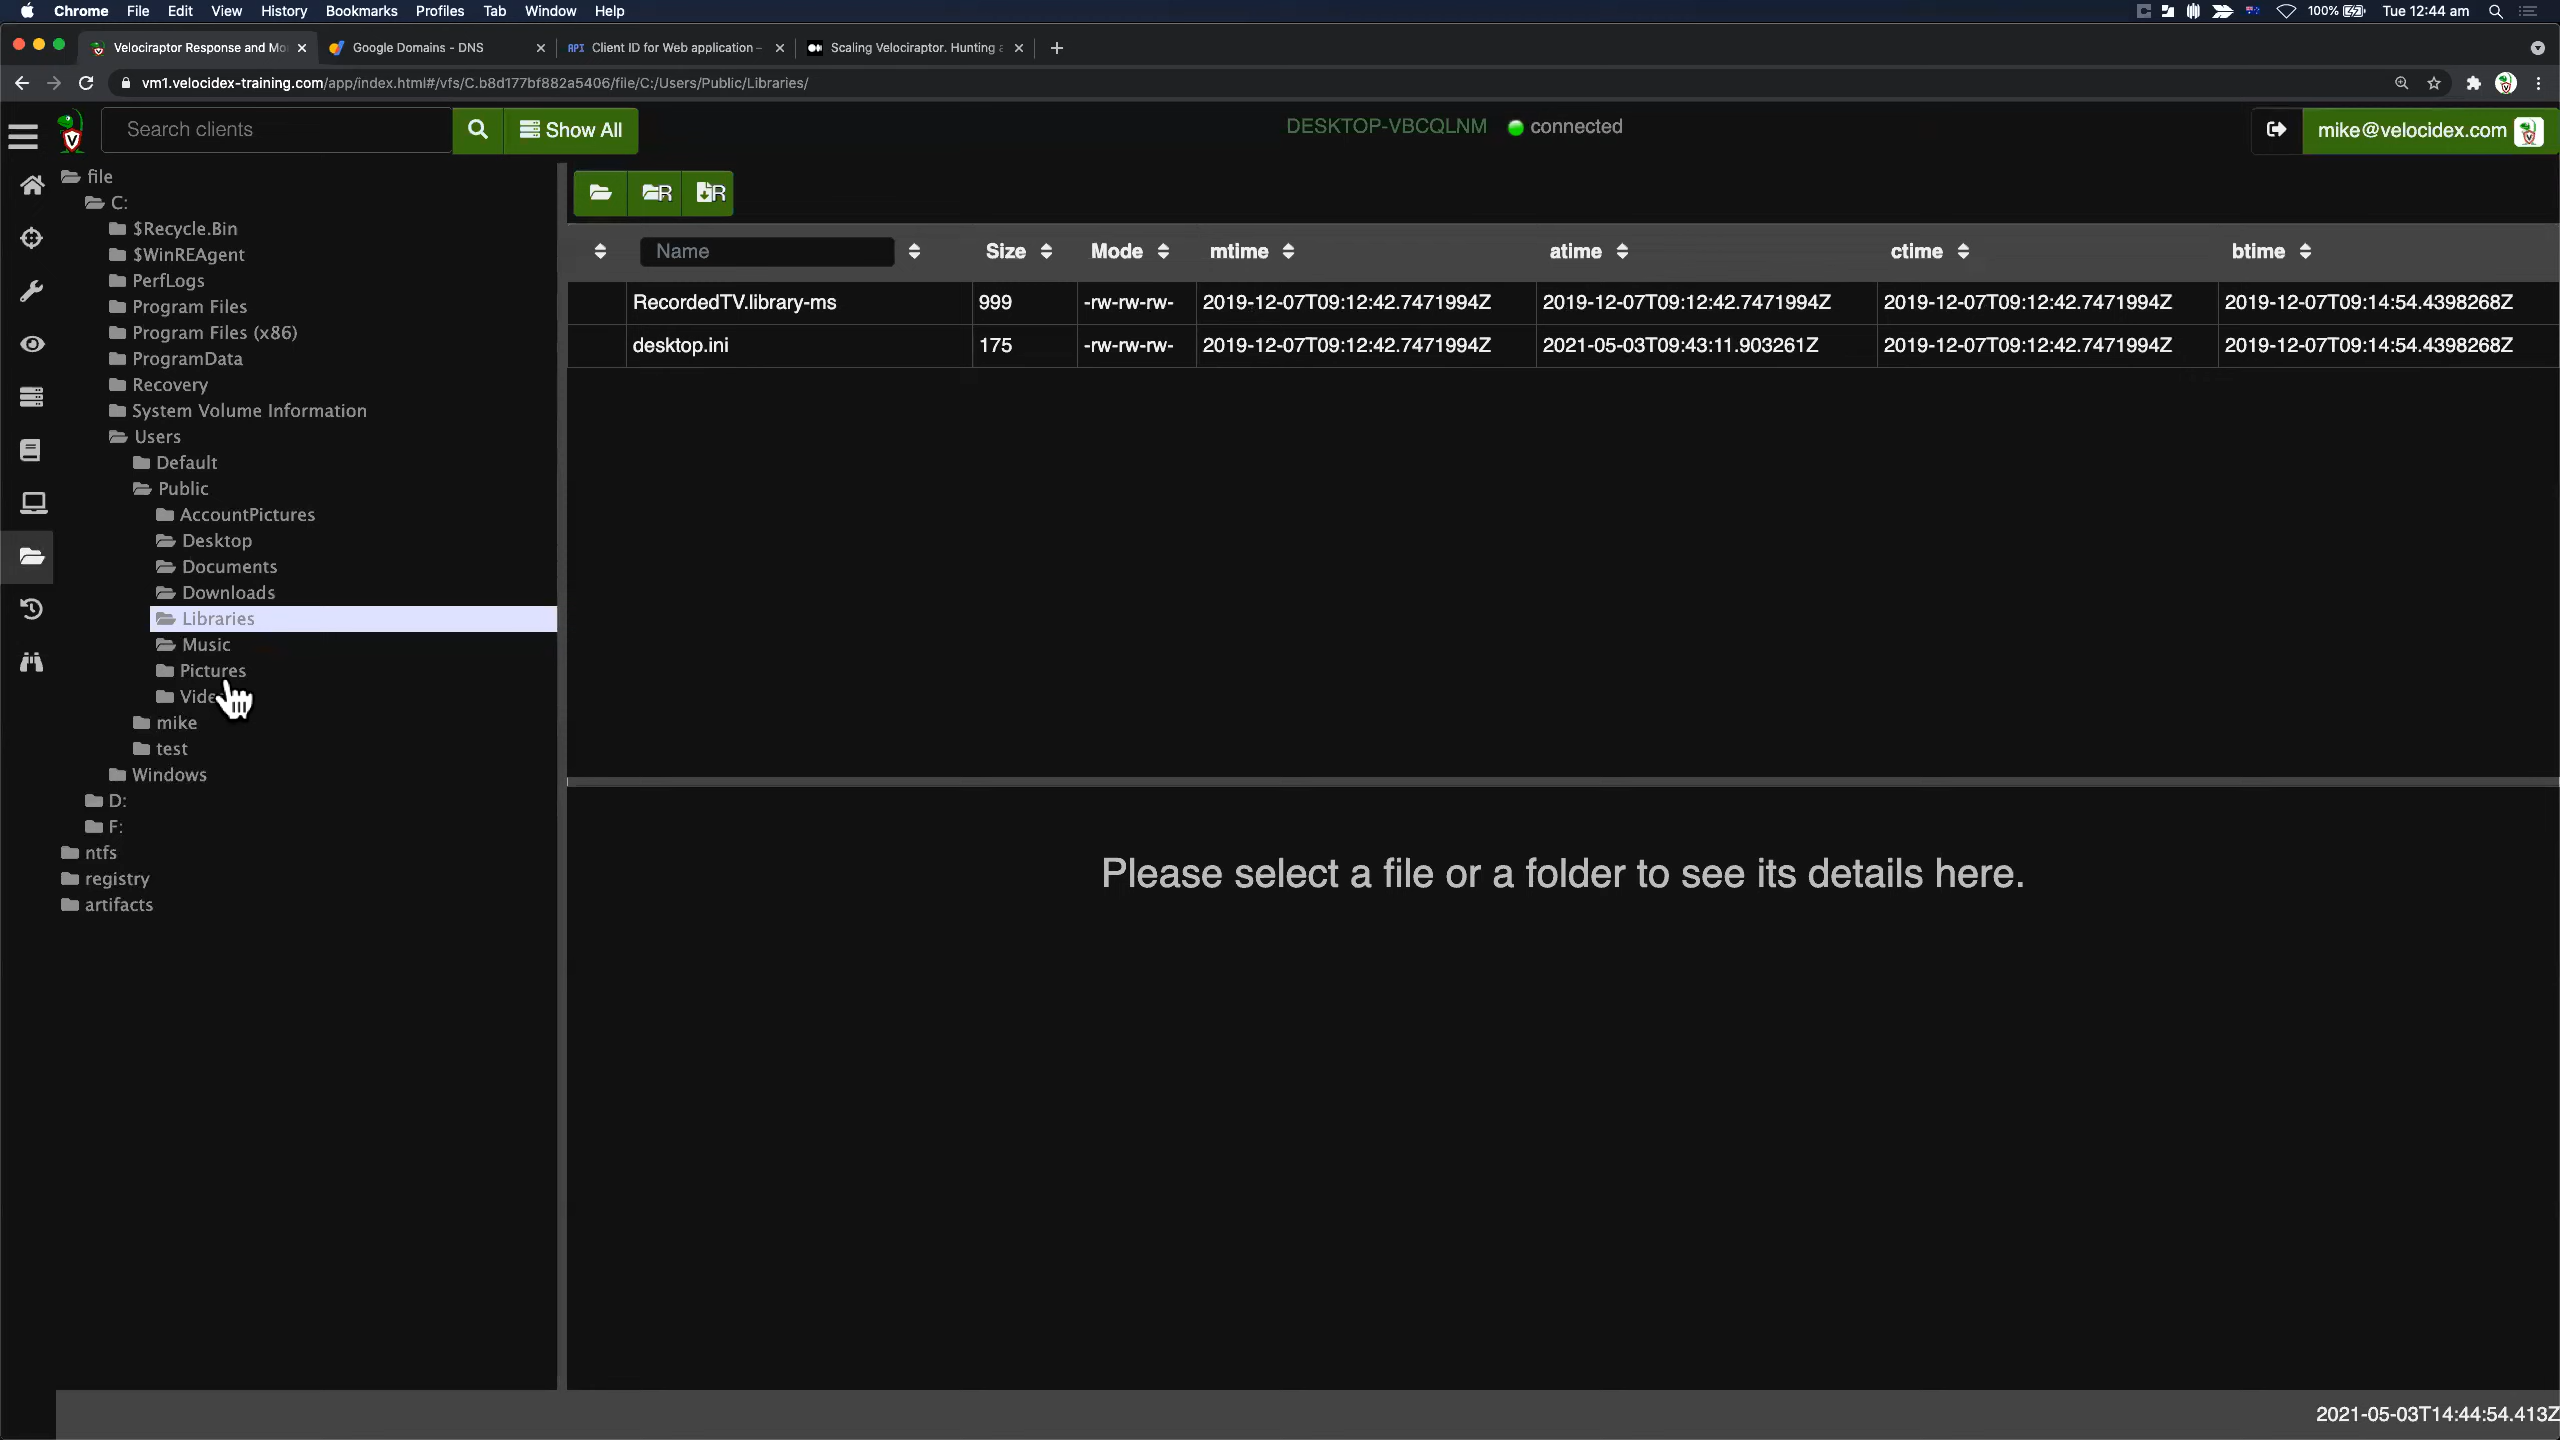 Chrome File Edit View History Bookmarks Profiles Tab Window Help 100% Tue 12:44 am
Velociraptor Response and Mo Google Domains - DNS API Client ID for Web application - Scaling Velociraptor. Hunting a
vm1.velocidex-training.com/app/index.html#/vfs/C.b8d177bf882a5406/file/C:/Users/Public/Libraries/
Search clients Show All DESKTOP-VBCQLNM connected mike@velocidex.com
file
C:
$Recycle.Bin
$WinREAgent
PerfLogs
Program Files
Program Files (x86)
ProgramData
Recovery
System Volume Information
Users
Default
Public
AccountPictures
Desktop
Documents
Downloads
Libraries
Music
Pictures
mike
test
Windows
D:
F:
ntfs
registry
artifacts
R R
Name Size Mode mtime atime ctime btime
RecordedTV.library-ms 999 -rw-rw-rw- 2019-12-07T09:12:42.7471994Z 2019-12-07T09:12:42.7471994Z 2019-12-07T09:12:42.7471994Z 2019-12-07T09:14:54.4398268Z
desktop.ini 175 -rw-rw-rw- 2019-12-07T09:12:42.7471994Z 2021-05-03T09:43:11.903261Z 2019-12-07T09:12:42.7471994Z 2019-12-07T09:14:54.4398268Z
Please select a file or a folder to see its details here.
2021-05-03T14:44:54.413Z